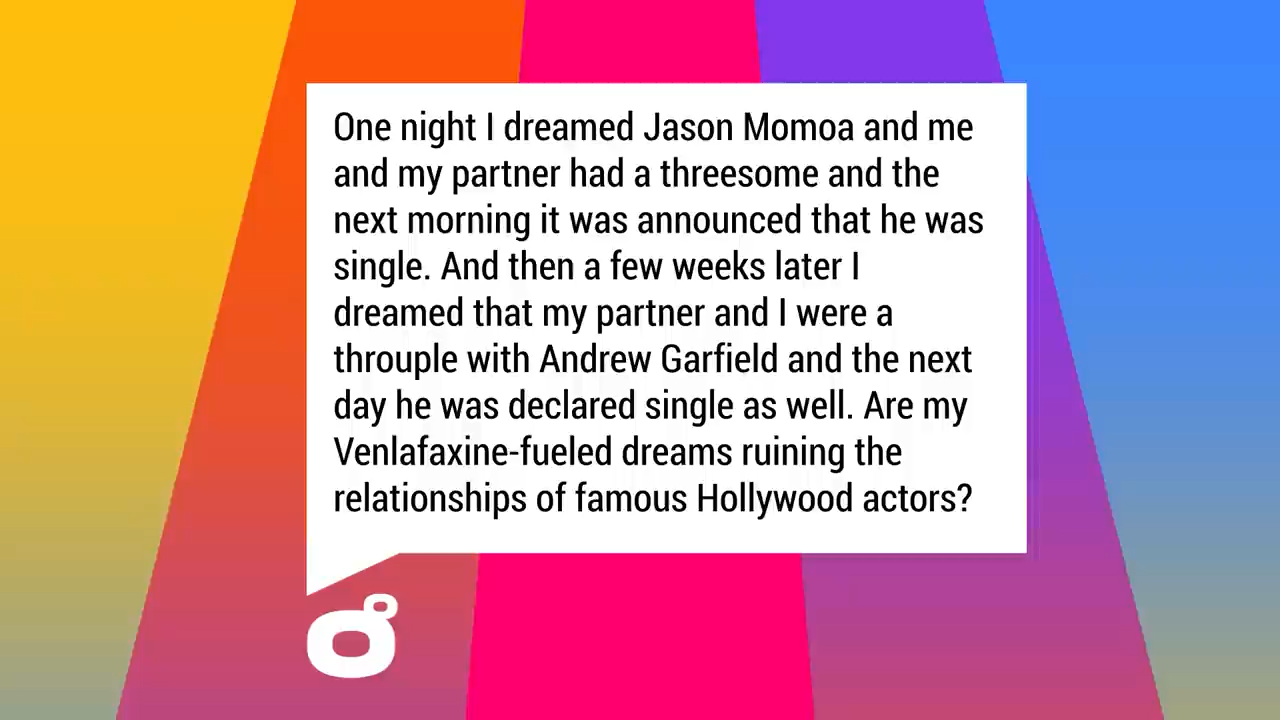 One night I dreamed Jason Momoa and me
and my partner had a threesome and the
next morning it was announced that he was
single. And then a few weeks later I
dreamed that my partner and I were a
throuple with Andrew Garfield and the next
day he was declared single as well. Are my
Venlafaxine-fueled dreams ruining the
relationships of famous Hollywood actors?